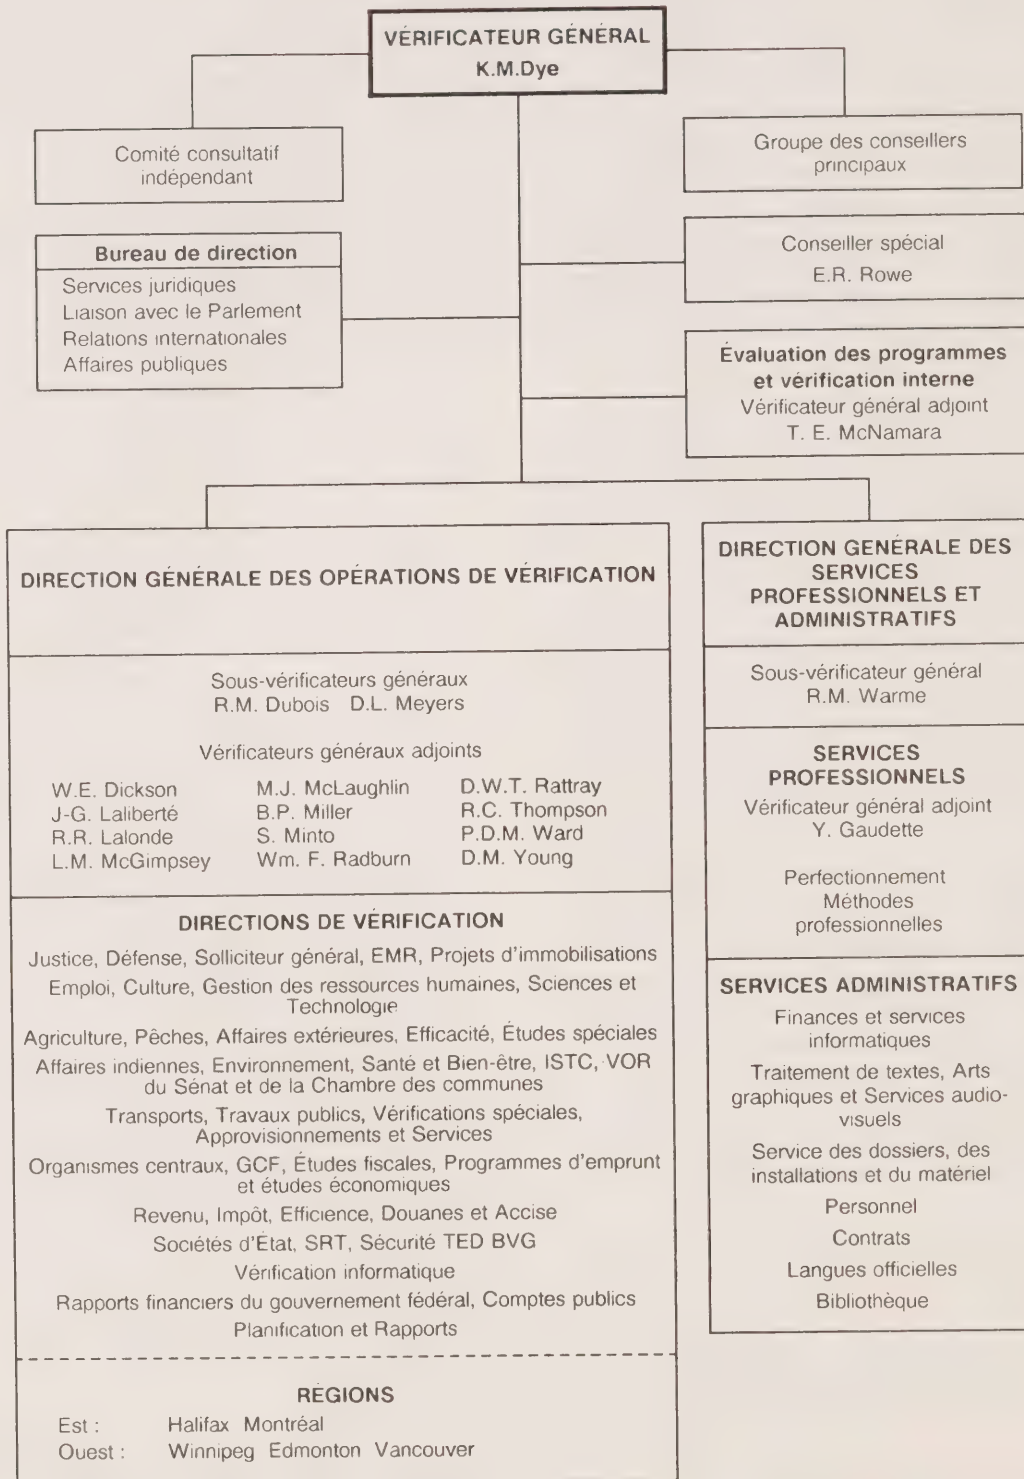 VÉRIFICATEUR GÉNÉRAL
K.M.Dye
Comité consultatif
indépendant
Groupe des conseillers
principaux
Bureau de direction
Services juridiques
Liaison avec le Parlement
Relations internationales
Affaires publiques
Conseiller spécial
E.R. Rowe
Évaluation des programmes
et vérification interne
Vérificateur général adjoint
T. E. McNamara
DIRECTION GÉNÉRALE DES OPÉRATIONS DE VÉRIFICATION
Sous-vérificateurs généraux
R.M. Dubois D.L. Meyers
Vérificateurs généraux adjoints
W.E. Dickson M.J. McLaughlin D.W.T. Rattray
J-G. Laliberté B.P. Miller R.C. Thompson
R.R. Lalonde S. Minto P.D.M. Ward
L.M. McGimpsey Wm. F. Radburn D.M. Young
DIRECTIONS DE VÉRIFICATION
Justice, Défense, Solliciteur général, EMR, Projets d'immobilisations
Emploi, Culture, Gestion des ressources humaines, Sciences et
Technologie
Agriculture, Pêches, Affaires extérieures, Efficacité, Études spéciales
Affaires indiennes, Environnement, Santé et Bien-être, ISTC, VOR
du Sénat et de la Chambre des communes
Transports, Travaux publics, Vérifications spéciales,
Approvisionnements et Services
Organismes centraux, GCF, Études fiscales, Programmes d'emprunt
et études économiques
Revenu, Impôt, Efficience, Douanes et Accise
Sociétés d'État, SRT, Sécurité TED BVG
Vérification informatique
Rapports financiers du gouvernement fédéral, Comptes publics
Planification et Rapports
RÉGIONS
Est : Halifax Montréal
Ouest : Winnipeg Edmonton Vancouver
DIRECTION GENÉRALE DES
SERVICES
PROFESSIONNELS ET
ADMINISTRATIFS
Sous-vérificateur général
R.M. Warme
SERVICES
PROFESSIONNELS
Vérificateur général adjoint
Y. Gaudette
Perfectionnement
Méthodes
professionnelles
SERVICES ADMINISTRATIFS
Finances et services
informatiques
Traitement de textes, Arts
graphiques et Services audio-
visuels
Service des dossiers, des
installations et du matériel
Personnel
Contrats
Langues officielles
Bibliothèque